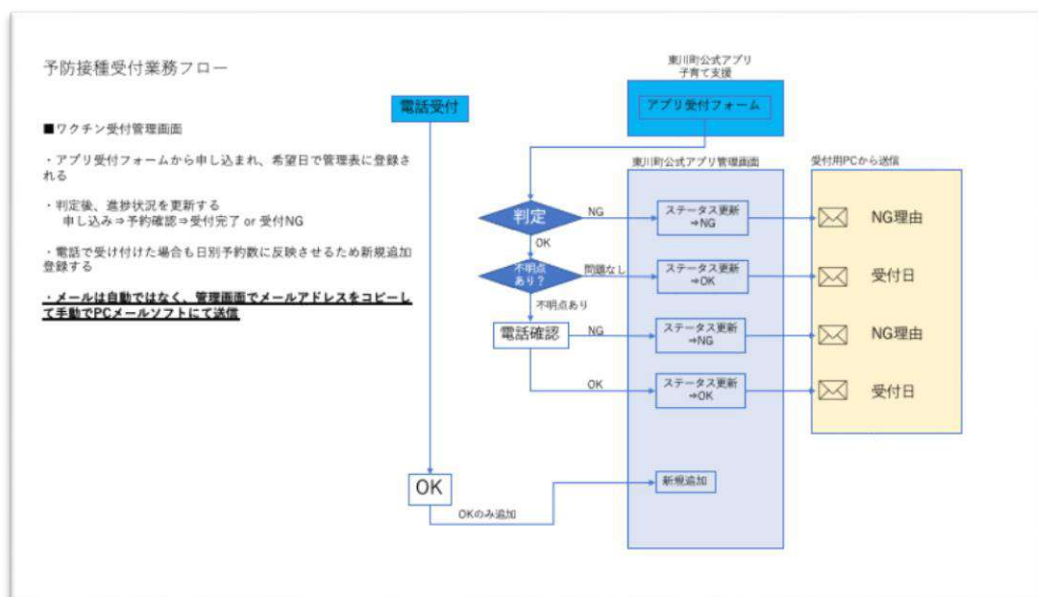 予防接種受付業務フロー
■ワクチン受付管理画面
・アプリ受付フォームから申し込まれ、希望日で管理表に登録さ
れる
・判定後、進捗状況を更新する
申し込み⇒予約確認⇒受付完了 or 受付NG
・電話で受け付けた場合も日別予約数に反映させるため新規追加
登録する
・メールは自動ではなく、管理画面でメールアドレスをコピーし
て手動でPCメールソフトにて送信
電話受付
東川町公式アプリ
子育て支援
アプリ受付フォーム
東川町公式アプリ管理画面
受付用PCから送信
判定
NG
ステータス更新
⇒NG
NG理由
OK
不明点
あり?
問題なし
ステータス更新
⇒OK
受付日
不明点あり
電話確認
NG
ステータス更新
⇒NG
NG理由
OK
ステータス更新
⇒OK
受付日
OK
OKのみ追加
新規追加